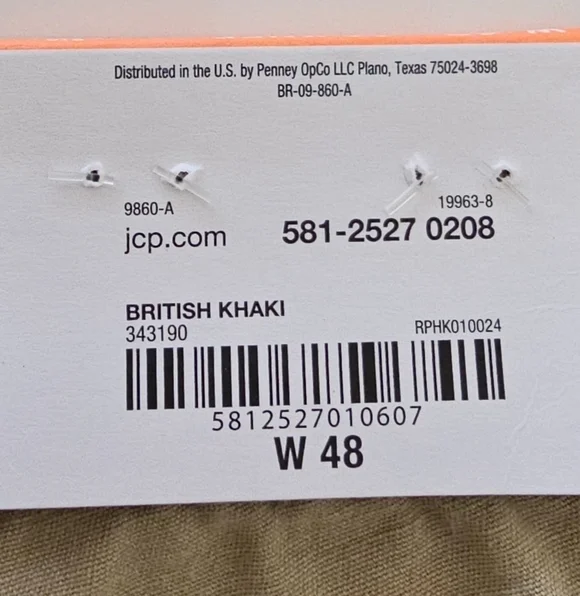 Distributed in the U.S. by Penney OpCo LLC Plano, Texas 75024-3698
BR-09-860-A
9860-A 19963-8
jcp.com 581-2527 0208
BRITISH KHAKI
343190 RPHK010024
5812527010607
W 48